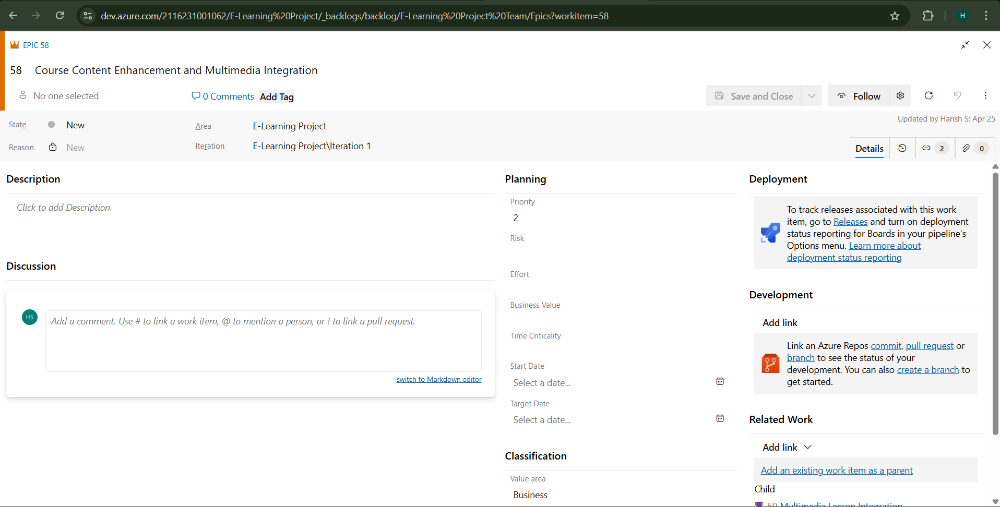 dev.azure.com/2116231001062/E-Learning%20Project/_backlogs/backlog/E-Learning%20Project%20Team/Epics?workitem=58
H
EPIC 58
58 Course Content Enhancement and Multimedia Integration
No one selected
0 Comments
Add Tag
Save and Close
Follow
State
New
Area
E-Learning Project
Updated by Harish S: Apr 25
Reason
New
Iteration
E-Learning Project\Iteration 1
Details
2
0
Description
Click to add Description.
Discussion
HS
Add a comment. Use # to link a work item, @ to mention a person, or ! to link a pull request.
switch to Markdown editor
Planning
Priority
2
Risk
Effort
Business Value
Time Criticality
Start Date
Select a date...
Target Date
Select a date...
Classification
Value area
Business
Deployment
To track releases associated with this work
item, go to Releases and turn on deployment
status reporting for Boards in your pipeline's
Options menu. Learn more about
deployment status reporting
Development
Add link
Link an Azure Repos commit, pull request or
branch to see the status of your
development. You can also create a branch to
get started.
Related Work
Add link
Add an existing work item as a parent
Child
59 Multimedia Lesson Integration